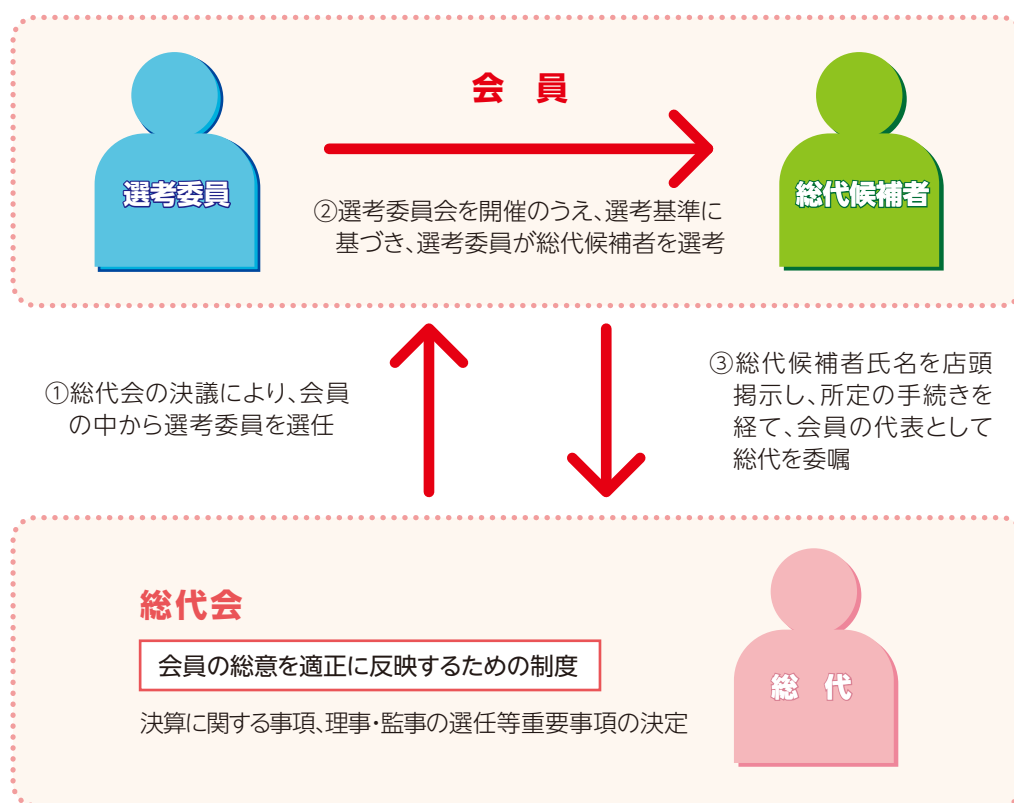 会 員
選考委員
総代候補者
②選考委員会を開催のうえ、選考基準に
基づき、選考委員が総代候補者を選考
①総代会の決議により、会員
の中から選考委員を選任
③総代候補者氏名を店頭
掲示し、所定の手続きを
経て、会員の代表として
総代を委嘱
総代会
会員の総意を適正に反映するための制度
決算に関する事項、理事・監事の選任等重要事項の決定
総 代